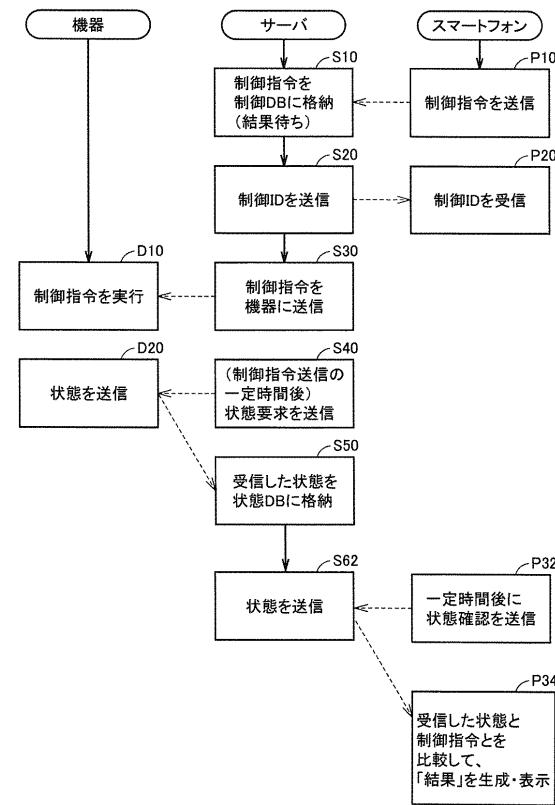 機器
サーバ
スマートフォン
S10
制御指令を
制御DBに格納
(結果待ち)
P10
制御指令を送信
S20
制御IDを送信
P20
制御IDを受信
D10
制御指令を実行
S30
制御指令を
機器に送信
D20
状態を送信
S40
(制御指令送信の
一定時間後)
状態要求を送信
S50
受信した状態を
状態DBに格納
S62
状態を送信
P32
一定時間後に
状態確認を送信
P34
受信した状態と
制御指令とを
比較して、
「結果」を生成・表示